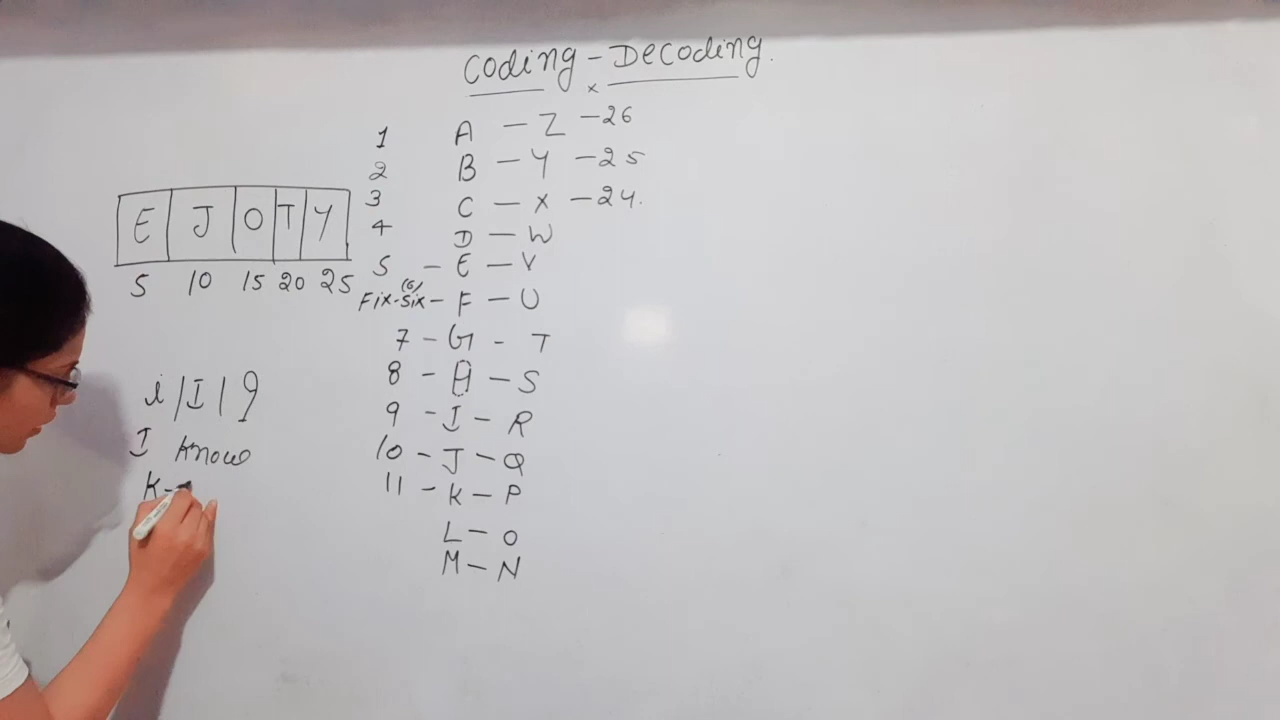 Coding - Decoding.
x
1 A - Z - 26
2 B - Y - 25
3 C - X - 24.
4 D - W
5 - E - V
(6)
Fix-Six - F - U
7 - G - T
8 - H - S
9 - I - R
10 - J - Q
11 - K - P
L - O
M - N
E J O T Y
5 10 15 20 25
i / I / 9
I know
K -